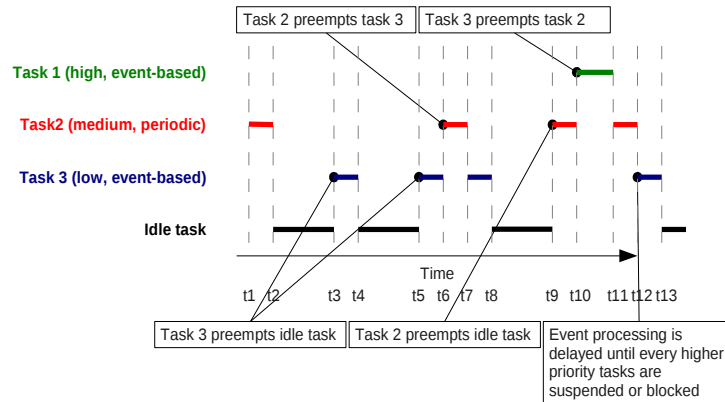 Task 2 preempts task 3
Task 3 preempts task 2
Task 1 (high, event-based)
Task2 (medium, periodic)
Task 3 (low, event-based)
Idle task
Time
t1 t2 t3 t4 t5 t6 t7 t8 t9 t10 t11 t12 t13
Task 3 preempts idle task
Task 2 preempts idle task
Event processing is
delayed until every higher
priority tasks are
suspended or blocked